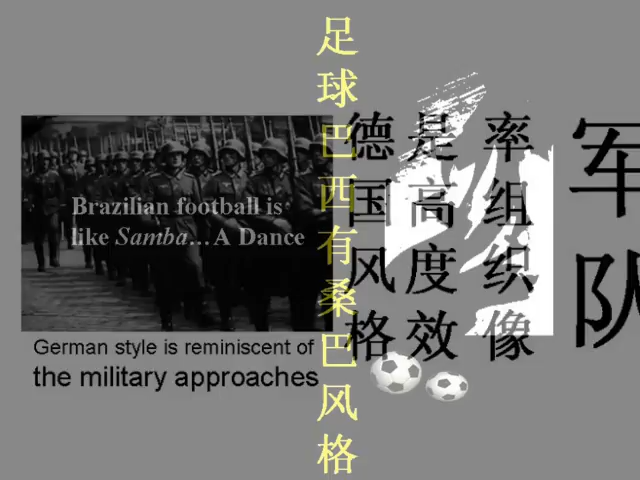 足球巴西有桑巴风格
德国风格
是高度效
率组织像
军队
Brazilian football is
like Samba…A Dance
German style is reminiscent of
the military approaches